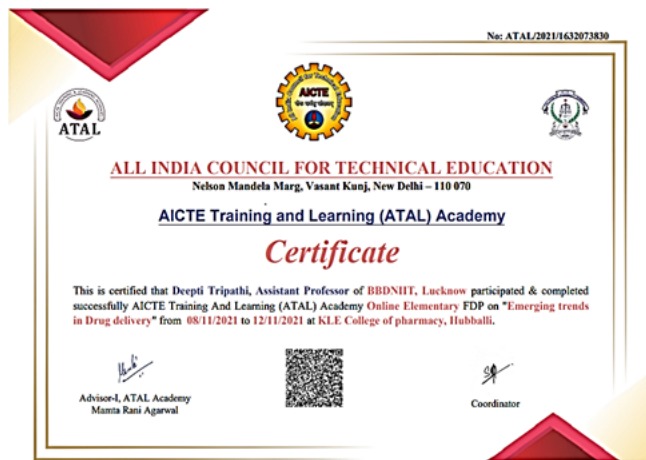 No: ATAL/2021/1632073830
AICTE
ATAL
ALL INDIA COUNCIL FOR TECHNICAL EDUCATION
Nelson Mandela Marg, Vasant Kunj, New Delhi – 110 070
AICTE Training and Learning (ATAL) Academy
Certificate
This is certified that Deepti Tripathi, Assistant Professor of BBDNIIT, Lucknow participated & completed
successfully AICTE Training And Learning (ATAL) Academy Online Elementary FDP on "Emerging trends
in Drug delivery" from 08/11/2021 to 12/11/2021 at KLE College of pharmacy, Hubballi.
Advisor-I, ATAL Academy
Mamta Rani Agarwal
Coordinator